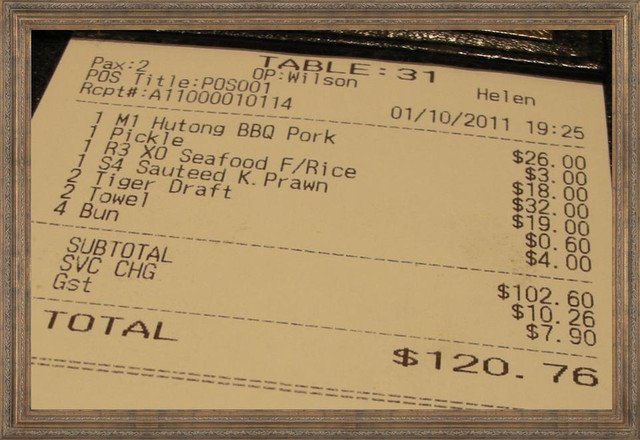 TABLE:31
Pax:2 OP:Wilson Helen
POS Title:POS001
Rcpt#:A11000010114 01/10/2011 19:25
1 M1 Hutong BBQ Pork $26.00
1 Pickle $3.00
1 R3 XO Seafood F/Rice $18.00
1 S4 Sauteed K.Prawn $32.00
2 Tiger Draft $19.00
2 Towel $0.60
4 Bun $4.00
SUBTOTAL $102.60
SVC CHG $10.26
Gst $7.90
TOTAL $120.76